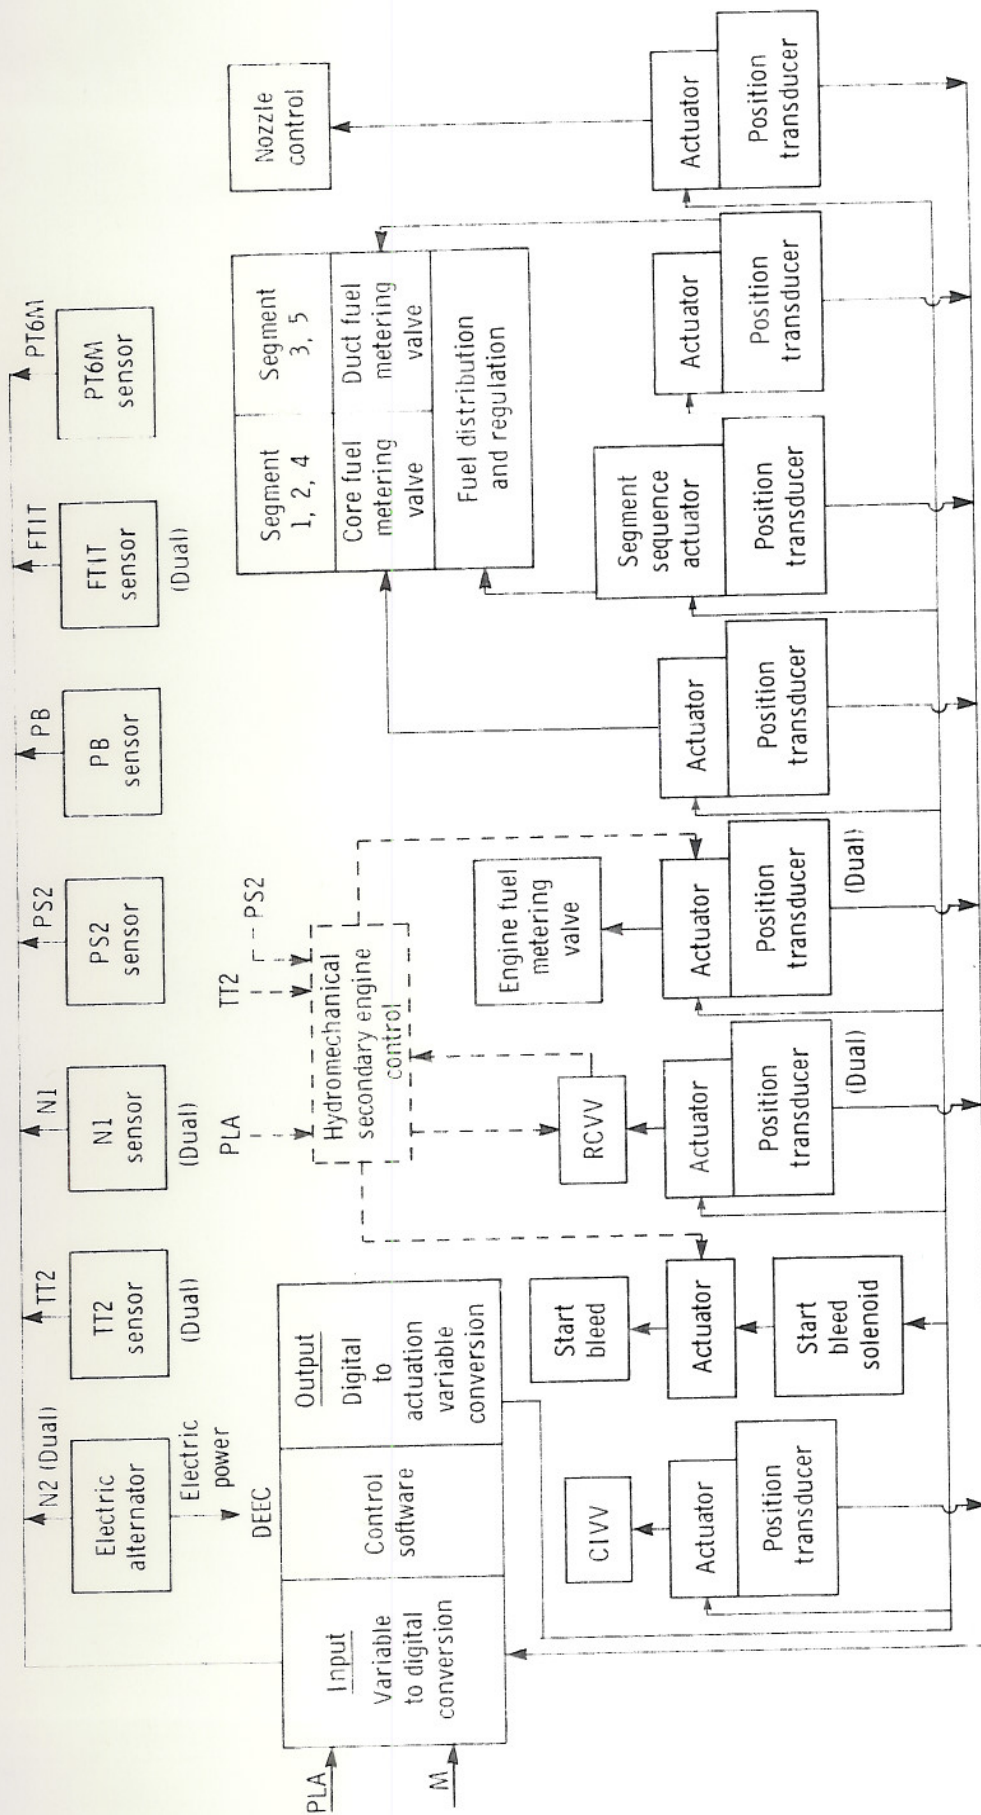 N2 (Dual)
TT2
N1
PS2
PB
FTIT
PT6M
Electric
alternator
TT2
sensor
N1
sensor
PS2
sensor
PB
sensor
FTIT
sensor
PT6M
sensor
Electric
power
(Dual)
(Dual)
(Dual)
DEEC
PLA
M
Input
Variable
to digital
conversion
Control
software
Output
Digital
to
actuation
variable
conversion
PLA
TT2
PS2
Hydromechanical
secondary engine
control
Segment
1, 2, 4
Segment
3, 5
Core fuel
metering
valve
Duct fuel
metering
valve
Fuel distribution
and regulation
Nozzle
control
CIVV
Start
bleed
RCVV
Engine fuel
metering
valve
Actuator
Position
transducer
Actuator
Start
bleed
solenoid
Actuator
Position
transducer
(Dual)
Actuator
Position
transducer
(Dual)
Actuator
Position
transducer
Segment
sequence
actuator
Position
transducer
Actuator
Position
transducer
Actuator
Position
transducer